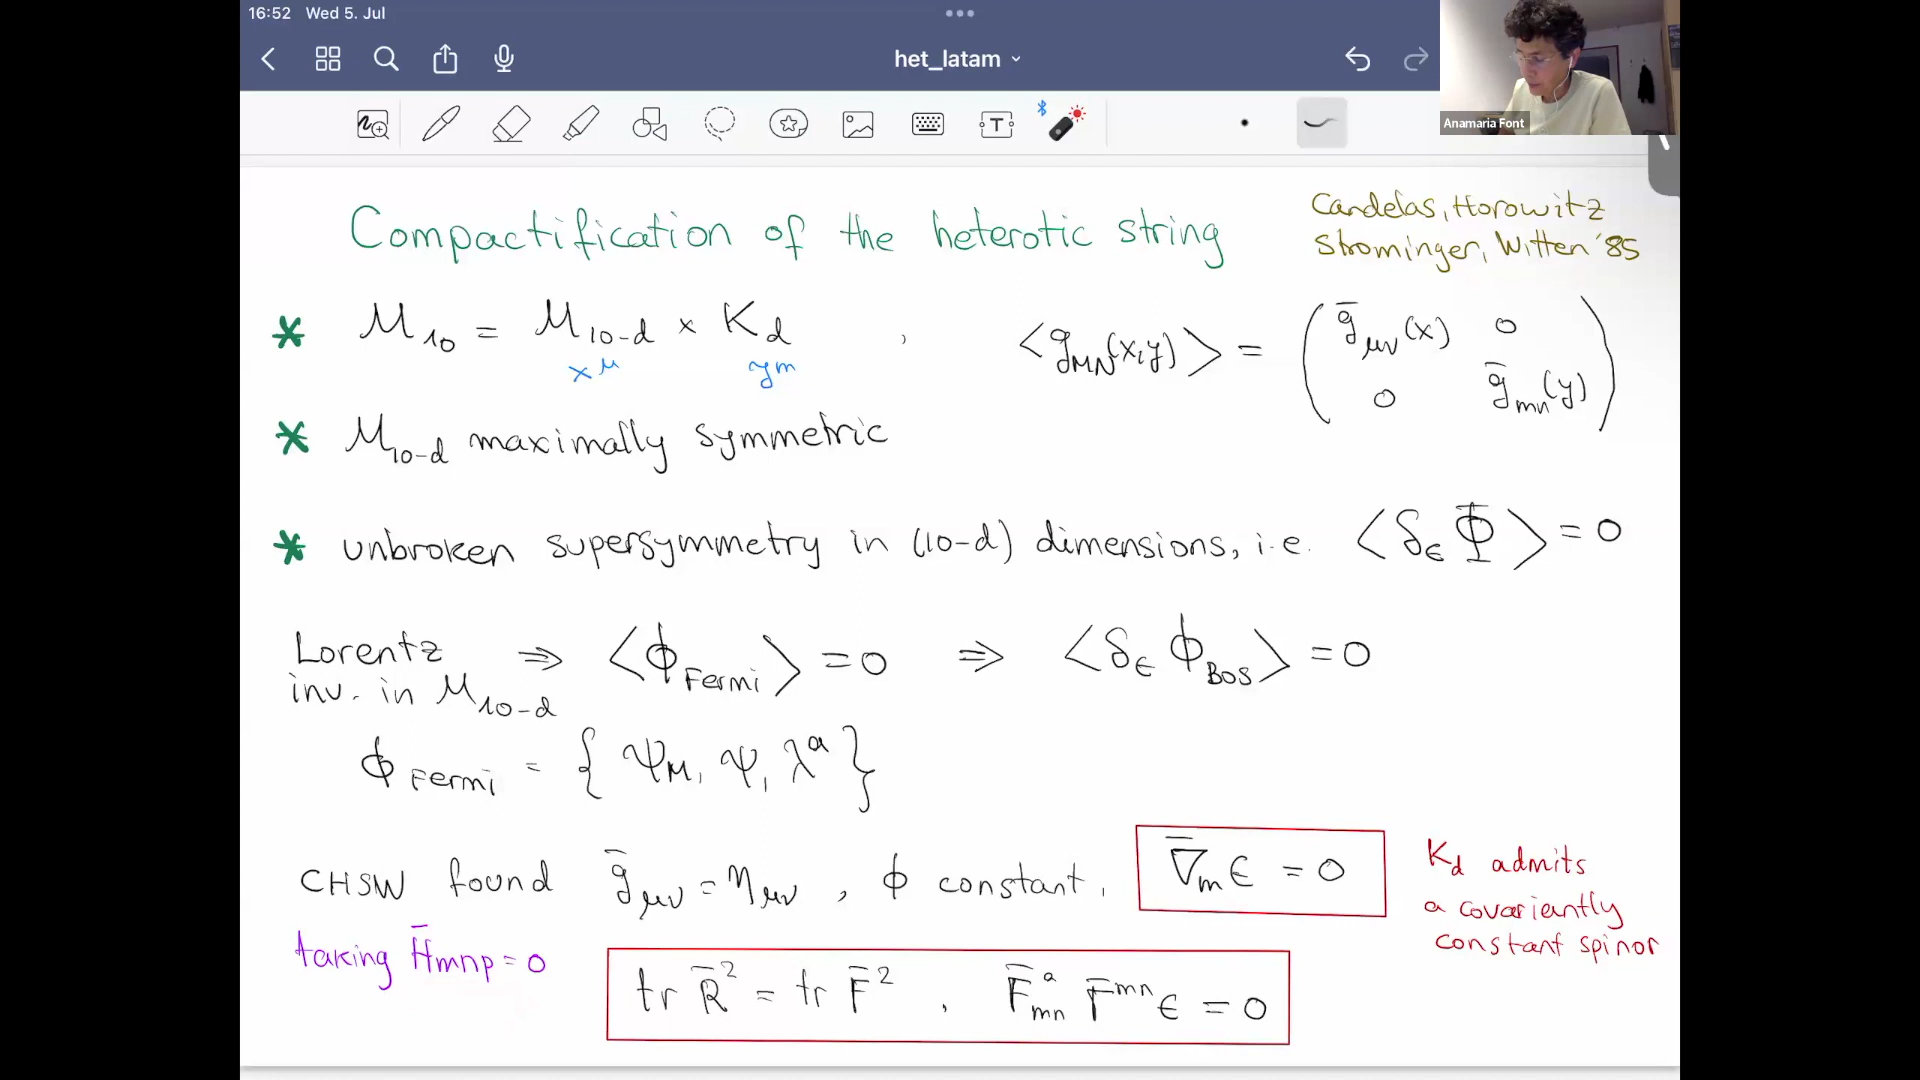 16:52 Wed 5. Jul
het_latam
T
Anamaria Font
Compactification of the heterotic string
Candelas, Horowitz
Strominger, Witten '85
* M₁₀ = M₁₀₋d × K_d , ⟨g_MN(x,y)⟩ = ( ḡ_μν(x) 0
x^μ y^m
0 ḡ_mn(y) )
* M₁₀₋d maximally symmetric
* unbroken supersymmetry in (10-d) dimensions, i.e. ⟨δ_ϵ Φ⟩ = 0
Lorentz ⇒ ⟨ϕ_Fermi⟩ = 0 ⇒ ⟨δ_ϵ ϕ_Bos⟩ = 0
inv. in M₁₀₋d
ϕ_Fermi = { ψ_M, ψ, λ^a }
CHSW found ḡ_μν = η_μν , ϕ constant, ∇̄_m ϵ = 0
K_d admits
a covariantly
constant spinor
taking H̄_mnp = 0
tr R̄² = tr F̄² , F̄^a_mn Γ̄^mn ϵ = 0